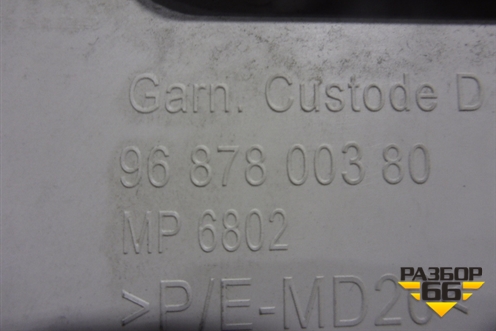 Garn. Custode D
96 878 003 80
MP 6802
>P/E-MD20<
РАЗБОР
66